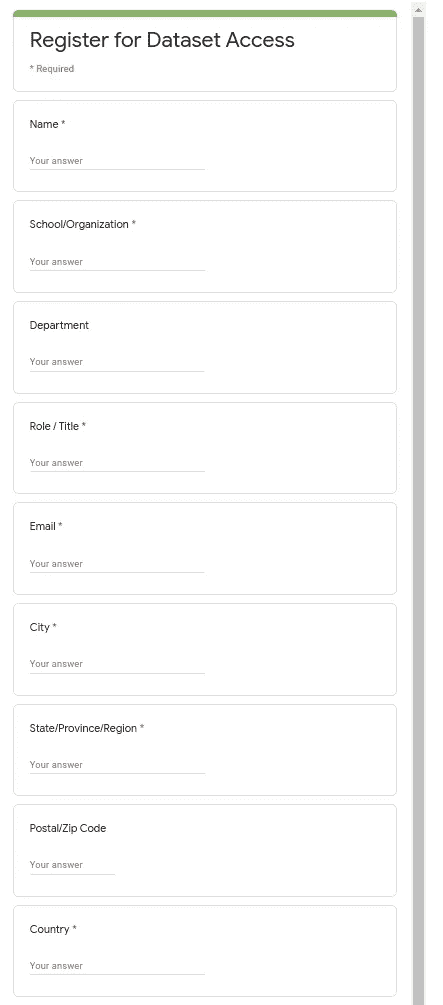 Register for Dataset Access
* Required
Name *
Your answer
School/Organization *
Your answer
Department
Your answer
Role / Title *
Your answer
Email *
Your answer
City *
Your answer
State/Province/Region *
Your answer
Postal/Zip Code
Your answer
Country *
Your answer